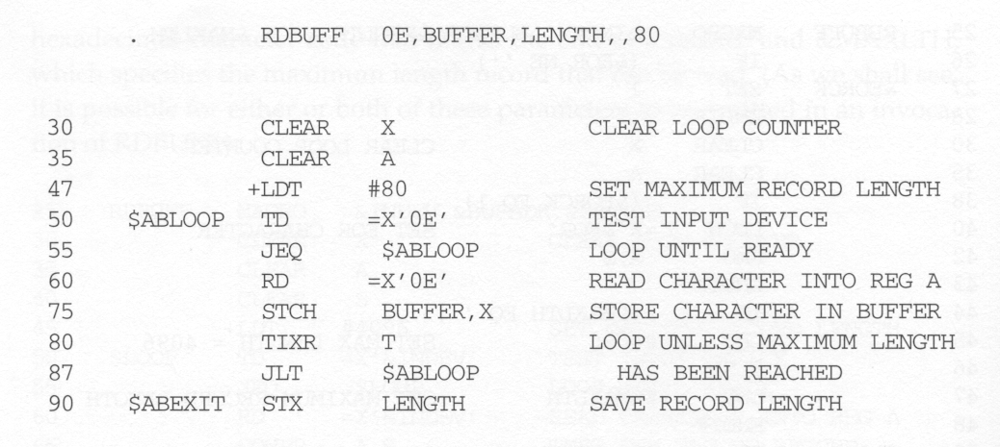 . RDBUFF 0E,BUFFER,LENGTH,,80
30 CLEAR X CLEAR LOOP COUNTER
35 CLEAR A
47 +LDT #80 SET MAXIMUM RECORD LENGTH
50 $ABLOOP TD =X'0E' TEST INPUT DEVICE
55 JEQ $ABLOOP LOOP UNTIL READY
60 RD =X'0E' READ CHARACTER INTO REG A
75 STCH BUFFER,X STORE CHARACTER IN BUFFER
80 TIXR T LOOP UNLESS MAXIMUM LENGTH
87 JLT $ABLOOP HAS BEEN REACHED
90 $ABEXIT STX LENGTH SAVE RECORD LENGTH